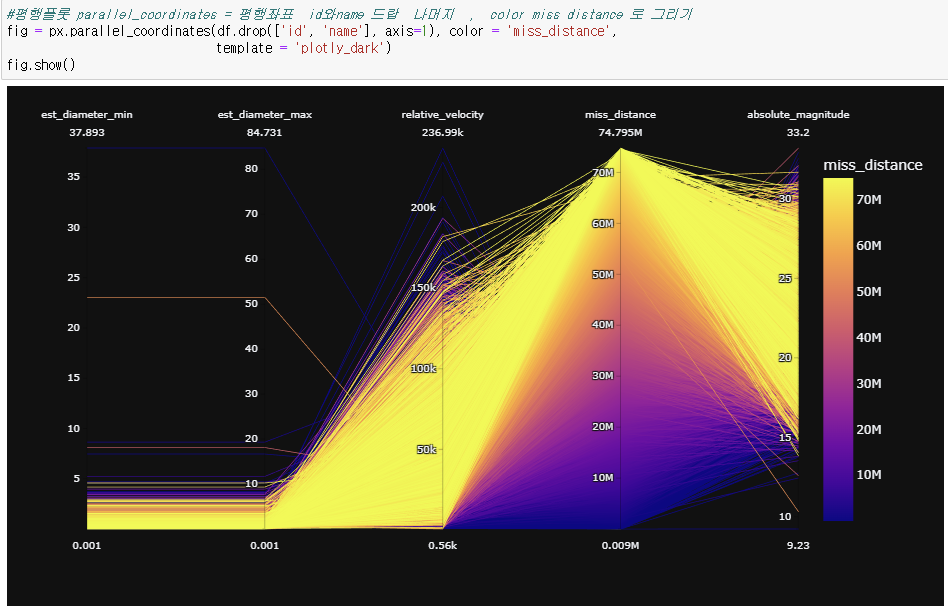 #평행플롯 parallel_coordinates = 평행좌표 id와name 드랍 나머지 , color miss distance 로 그리기
fig = px.parallel_coordinates(df.drop(['id', 'name'], axis=1), color = 'miss_distance',
template = 'plotly_dark')
fig.show()
est_diameter_min est_diameter_max relative_velocity miss_distance absolute_magnitude
37.893 84.731 236.99k 74.795M 33.2
miss_distance
35
30
25
20
15
10
5
80
70
60
50
40
30
20
10
200k
150k
100k
50k
70M
60M
50M
40M
30M
20M
10M
30
25
20
15
10
70M
60M
50M
40M
30M
20M
10M
0.001 0.001 0.56k 0.009M 9.23